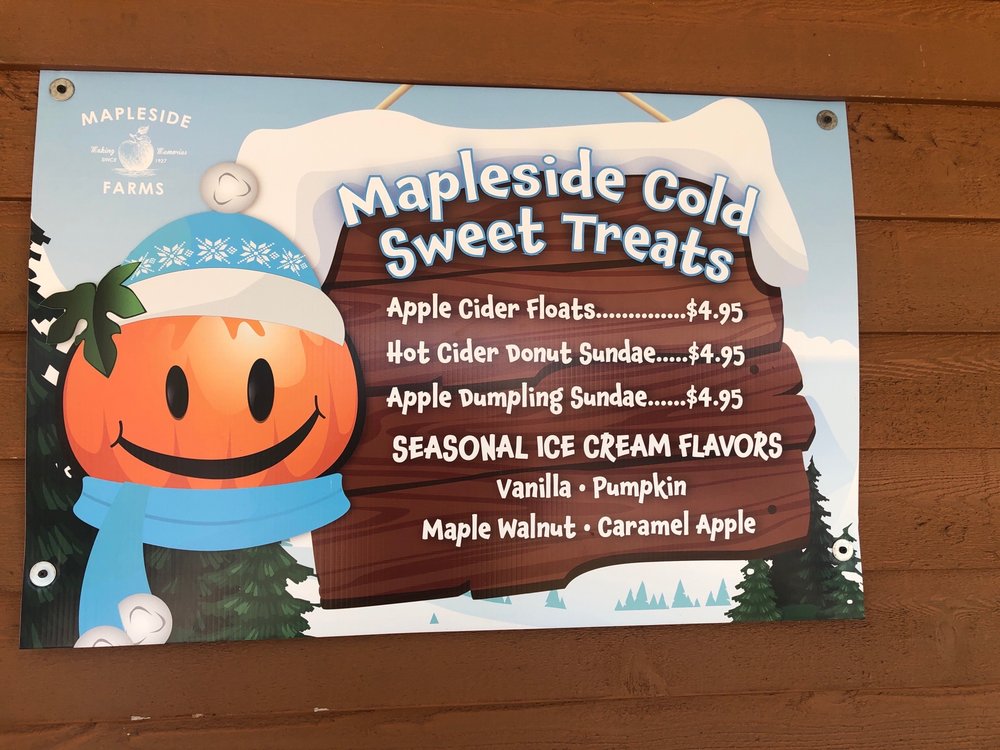 MAPLESIDE
Making Memories
SINCE 1927
FARMS
Mapleside Cold
Sweet Treats
Apple Cider Floats...............$4.95
Hot Cider Donut Sundae.....$4.95
Apple Dumpling Sundae......$4.95
SEASONAL ICE CREAM FLAVORS
Vanilla • Pumpkin
Maple Walnut • Caramel Apple